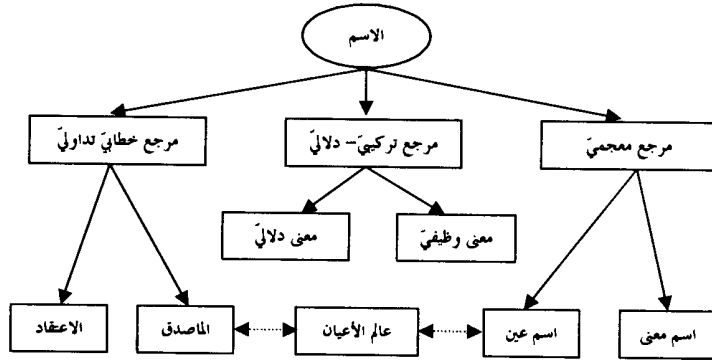 الاسم
مرجع معجميّ
مرجع تركيبيّ – دلاليّ
مرجع خطابيّ تداوليّ
معنى وظيفيّ
معنى دلاليّ
اسم معنى
اسم عين
عالم الأعيان
الماصدق
الاعتقاد